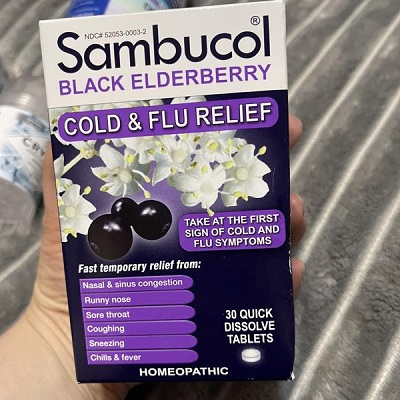 NDC# 52053-0003-2
Sambucol®
BLACK ELDERBERRY
COLD & FLU RELIEF
TAKE AT THE FIRST
SIGN OF COLD AND
FLU SYMPTOMS
Fast temporary relief from:
Nasal & sinus congestion
Runny nose
Sore throat
Coughing
Sneezing
Chills & fever
30 QUICK
DISSOLVE
TABLETS
HOMEOPATHIC